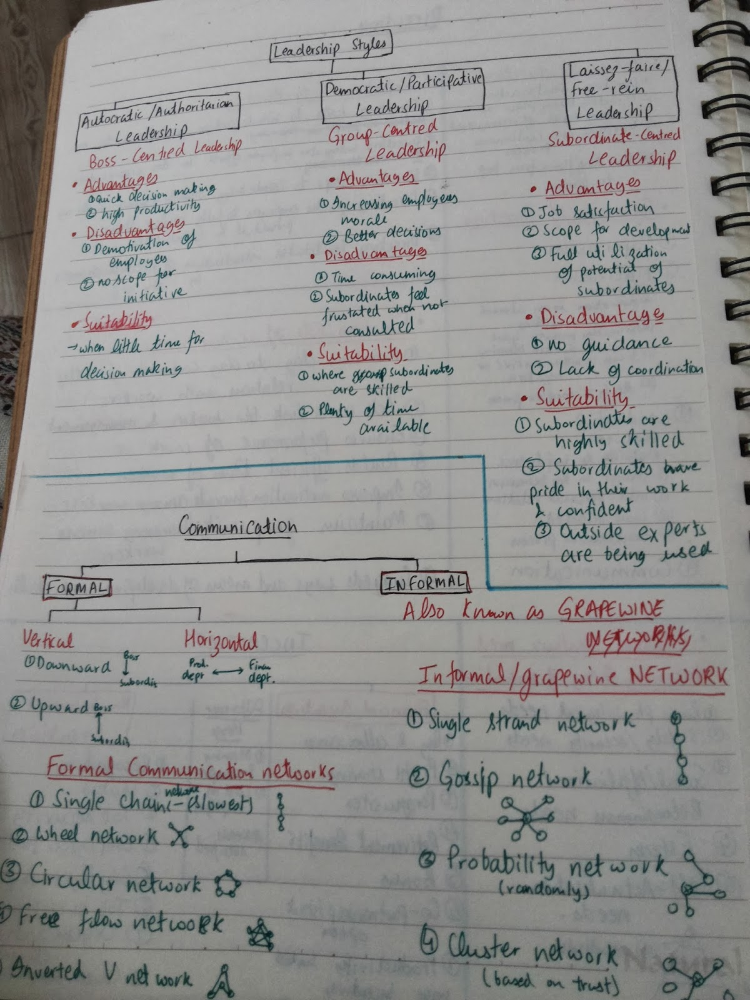 Leadership Styles
Autocratic/Authoritarian
Leadership
Boss-Centred Leadership
• Advantages
① Quick decision making
② high productivity
• Disadvantages
① Demotivation of
employees
② no scope for
initiative
• Suitability
→ when little time for
decision making
Democratic/Participative
Leadership
Group-Centred
Leadership
• Advantages
① Increasing employees
morale
② Better decisions
• Disadvantages
① Time consuming
② Subordinates feel
frustated when not
consulted
• Suitability
① where subordinates
are skilled
② Plenty of time
available
Laissez-faire/
free-rein
Leadership
Subordinate-Centred
Leadership
• Advantages
① Job satisfaction
② Scope for development
③ Full utilization
of potential of
subordinates
• Disadvantages
① no guidance
② Lack of coordination
• Suitability
① Subordinates are
highly skilled
② Subordinates have
pride in their work
& confident
③ Outside experts
are being used
Communication
FORMAL
Vertical
① Downward Boss
Subordis
② Upward Boss
Subordis
Horizontal
Prod. dept ↔ Finan dept.
Formal Communication networks
① Single chain network - (slowest)
② Wheel network
③ Circular network
④ Free flow network
Inverted V network
INFORMAL
Also known as GRAPEWINE
Informal/grapewine NETWORK
① Single strand network
② Gossip network
③ Probability network
(randomly)
④ Cluster network
(based on trust)